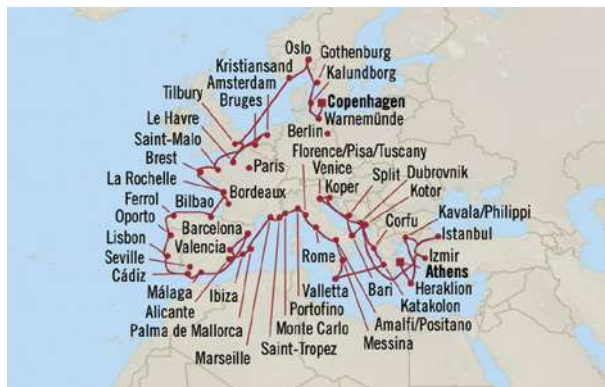 Oslo
Gothenburg
Kristiansand
Kalundborg
Amsterdam
Tilbury
Bruges
Copenhagen
Le Havre
Warnemünde
Saint-Malo
Berlin
Brest
Paris
Florence/Pisa/Tuscany
La Rochelle
Venice
Split
Dubrovnik
Koper
Kotor
Bordeaux
Ferrol
Bilbao
Corfu
Kavala/Philippi
Oporto
Barcelona
Istanbul
Lisbon
Valencia
Izmir
Seville
Rome
Athens
Cádiz
Bari
Heraklion
Málaga
Ibiza
Valletta
Katakolon
Alicante
Portofino
Amalfi/Positano
Palma de Mallorca
Monte Carlo
Messina
Marseille
Saint-Tropez